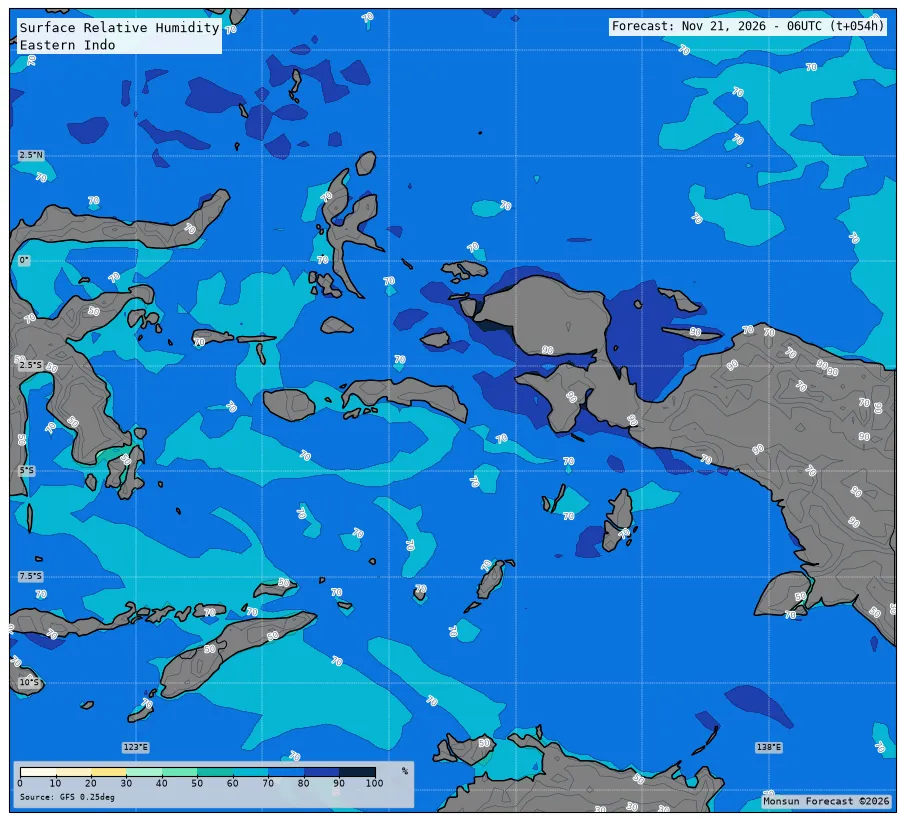 Surface Relative Humidity
Eastern Indo
Forecast: Nov 21, 2026 - 06UTC (t+054h)
2.5°N
0°
2.5°S
5°S
7.5°S
10°S
123°E
138°E
0 10 20 30 40 50 60 70 80 90 100 %
Source: GFS 0.25deg
Monsun Forecast ©2026